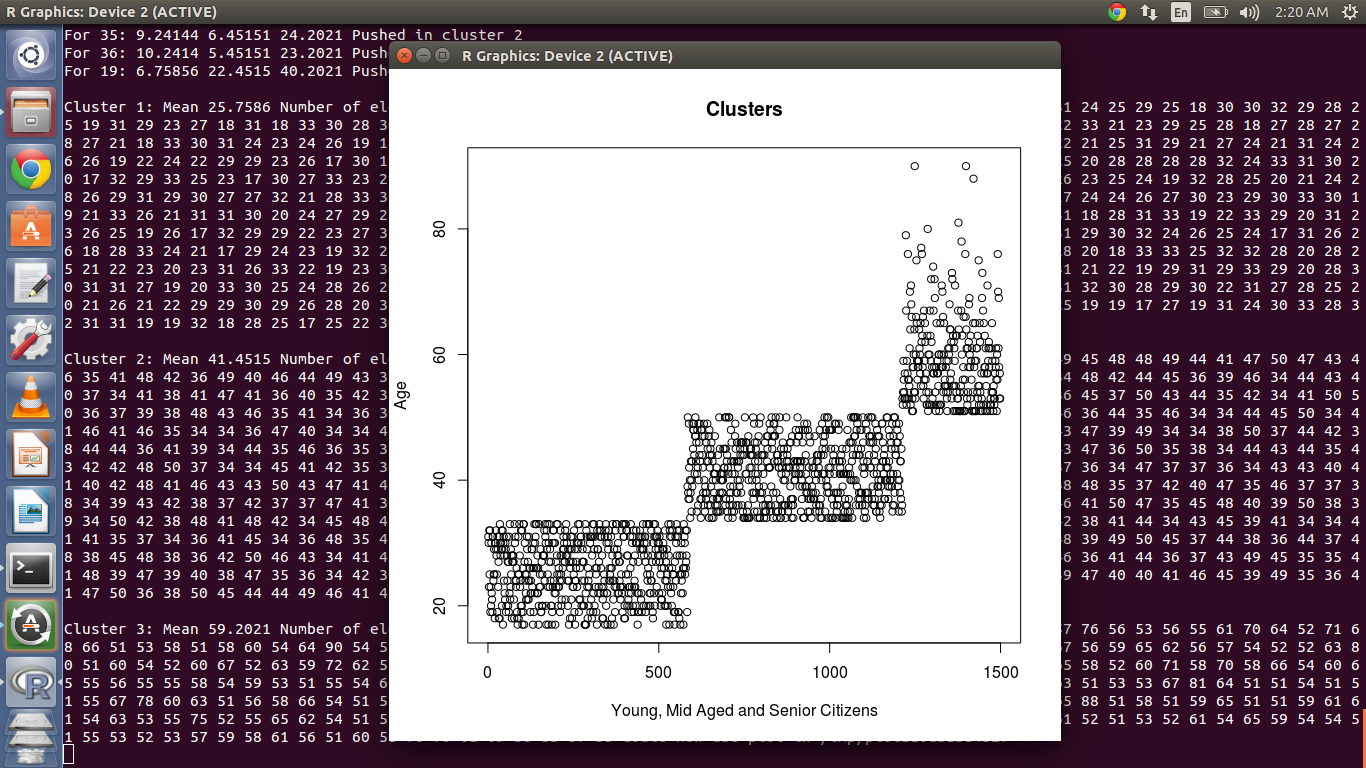 R Graphics: Device 2 (ACTIVE)
En
2:20 AM
For 35: 9.24144 6.45151 24.2021 Pushed in cluster 2
For 36: 10.2414 5.45151 23.2021 Pushed
For 19: 6.75856 22.4515 40.2021 Pushed
Cluster 1: Mean 25.7586 Number of el
5 19 31 29 23 27 18 31 18 33 30 28 3
8 27 21 18 33 30 31 24 23 24 26 19 1
6 26 19 22 24 22 29 29 23 26 17 30 1
0 17 32 29 33 25 23 17 30 27 33 23 2
8 26 29 31 29 30 27 27 32 21 28 33 3
9 21 33 26 21 31 31 30 20 24 27 29 2
3 26 25 19 26 17 32 29 29 22 23 27 3
6 18 28 33 24 21 17 29 24 23 19 32 2
5 21 22 23 20 23 31 26 33 22 19 23 3
0 31 31 27 19 20 33 30 25 24 28 26 2
0 21 26 21 22 29 29 30 29 26 28 20 3
2 31 31 19 19 32 18 28 25 17 25 22 3
Cluster 2: Mean 41.4515 Number of el
6 35 41 48 42 36 49 40 46 44 49 43 3
0 37 34 41 38 41 47 41 36 40 35 42 3
0 36 37 39 38 48 43 46 35 41 34 36 3
1 46 41 46 35 35 34 39 47 40 34 34 4
8 44 44 36 41 39 34 44 35 46 36 35 3
1 42 42 48 50 37 34 34 45 41 42 35 3
1 40 42 48 41 46 43 43 50 43 47 41 4
9 34 39 43 42 38 37 42 37 37 47 41 3
9 34 50 42 38 48 41 48 42 34 45 48 4
1 41 35 37 34 36 41 45 34 36 48 35 4
8 38 45 48 38 36 42 50 46 43 34 41 4
1 48 39 47 39 40 38 47 35 36 34 42 3
1 47 50 36 38 50 45 44 44 49 46 41 4
Cluster 3: Mean 59.2021 Number of el
8 66 51 53 58 51 58 60 54 64 90 54 5
0 51 60 54 52 60 67 52 63 59 72 62 5
5 55 56 55 55 58 54 59 53 51 55 54 6
1 55 67 78 60 63 51 56 58 66 54 51 5
1 54 63 53 55 75 52 55 65 62 54 51 5
1 55 53 52 53 57 59 58 61 56 51 60 5
R Graphics: Device 2 (ACTIVE)
Clusters
Age
80
60
40
20
0
500
1000
1500
Young, Mid Aged and Senior Citizens
24 25 29 25 18 30 30 32 29 28 2
33 21 23 29 25 28 18 27 28 27 2
21 25 31 29 21 27 24 21 31 24 2
20 28 28 28 28 32 24 33 31 30 2
23 25 24 19 32 28 25 20 21 24 2
24 24 26 27 30 23 29 30 33 30 1
18 28 31 33 19 22 33 29 20 31 2
29 30 32 24 26 25 24 17 31 26 2
20 18 33 33 25 32 32 28 20 28 2
21 22 19 29 31 29 33 29 20 28 3
32 30 28 29 30 22 31 27 28 25 2
19 19 17 27 19 31 24 30 33 28 3
45 48 48 49 44 41 47 50 47 43 4
48 42 44 45 36 39 46 34 44 43 4
45 37 50 43 44 35 42 34 41 50 5
36 44 35 46 34 34 44 45 50 34 4
47 39 49 34 34 38 50 37 44 42 3
47 36 50 35 38 34 44 43 44 35 4
36 34 47 37 37 36 34 43 43 40 4
48 35 37 42 40 47 35 46 37 37 3
41 50 47 35 45 48 40 39 50 38 3
38 41 44 34 43 45 39 41 34 34 4
39 49 50 45 37 44 38 36 44 37 4
36 41 44 36 37 43 49 45 35 35 4
47 40 40 41 46 45 39 49 35 36 4
76 56 53 56 55 61 70 64 52 71 6
56 59 65 62 56 57 54 52 52 63 8
58 52 60 71 58 70 58 66 54 60 6
51 53 53 67 81 64 51 51 54 51 5
88 51 58 51 59 65 51 51 59 61 6
52 51 53 52 61 54 65 59 54 54 5